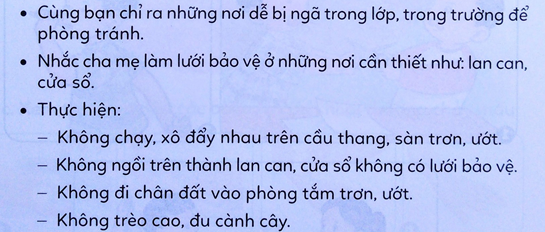 • Cùng bạn chỉ ra những nơi dễ bị ngã trong lớp, trong trường để
phòng tránh.
• Nhắc cha mẹ làm lưới bảo vệ ở những nơi cần thiết như: lan can,
cửa sổ.
• Thực hiện:
– Không chạy, xô đẩy nhau trên cầu thang, sàn trơn, ướt.
– Không ngồi trên thành lan can, cửa sổ không có lưới bảo vệ.
– Không đi chân đất vào phòng tắm trơn, ướt.
– Không trèo cao, đu cành cây.